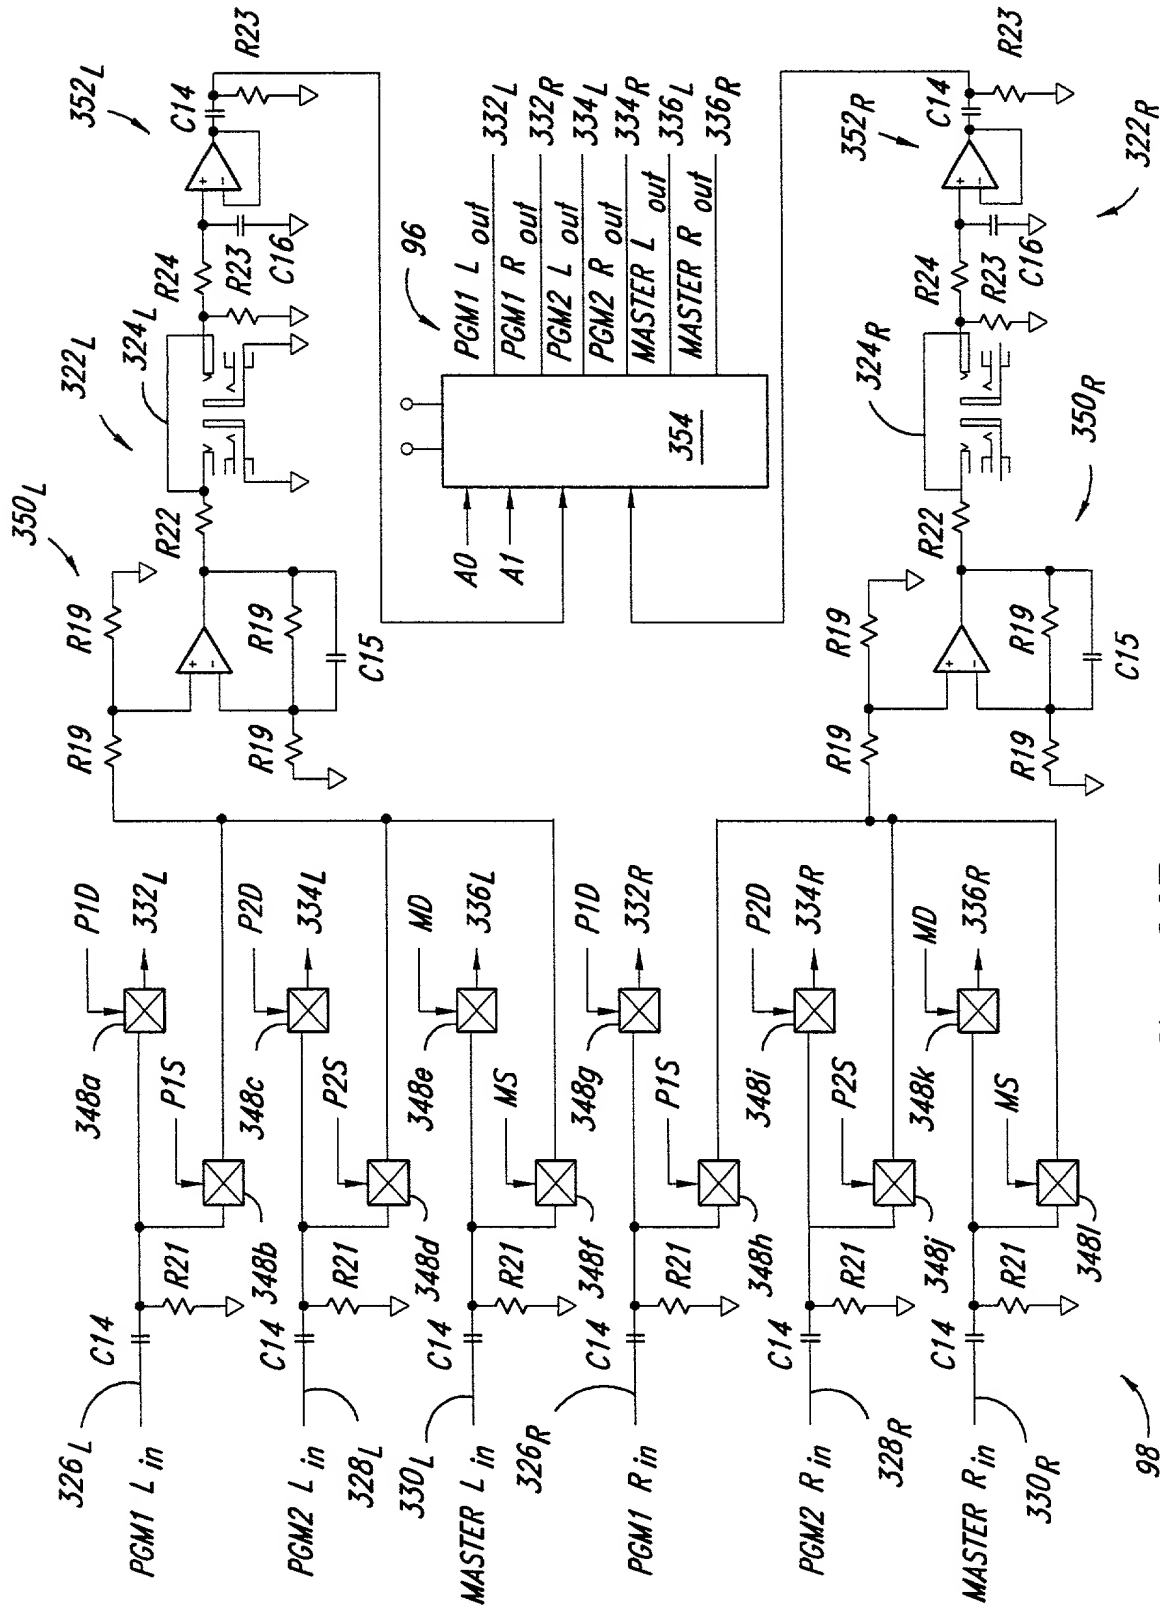 326L
PGM1 L in
C14
R21
348b
P1S
348a
P1D
332L
328L
PGM2 L in
C14
R21
348d
P2S
348c
P2D
334L
330L
MASTER L in
C14
R21
348f
MS
348e
MD
336L
326R
PGM1 R in
C14
R21
348h
P1S
348g
P1D
332R
328R
PGM2 R in
C14
R21
348j
P2S
348i
P2D
334R
330R
MASTER R in
C14
R21
348l
MS
348k
MD
336R
98
350L
R19
R19
R19
R19
+
−
C15
R22
322L
324L
R24
R23
C16
+
−
352L
C14
R23
A0
A1
354
96
PGM1 L out
332L
PGM1 R out
332R
PGM2 L out
334L
PGM2 R out
334R
MASTER L out
336L
MASTER R out
336R
R19
R19
R19
R19
+
−
C15
R22
350R
324R
R24
R23
C16
+
−
352R
C14
R23
322R